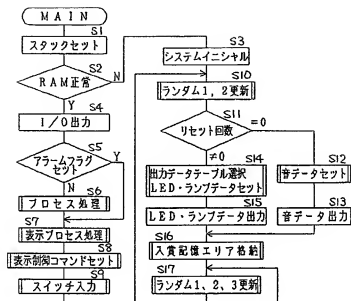 MAIN
S1
スタックセット
S2
RAM正常
N
Y
S4
I/O出力
S5
アラームフラグ
セット
Y
N
S6
プロセス処理
S7
表示プロセス処理
S8
表示制御コマンドセット
S9
スイッチ入力
S3
システムイニシャル
S10
ランダム1,2更新
S11
リセット回数
=0
≠0
S14
出力データテーブル選択
LED・ランプデータセット
S15
LED・ランプデータ出力
S12
音データセット
S13
音データ出力
S16
入賞記憶エリア格納
S17
ランダム1、2、3更新